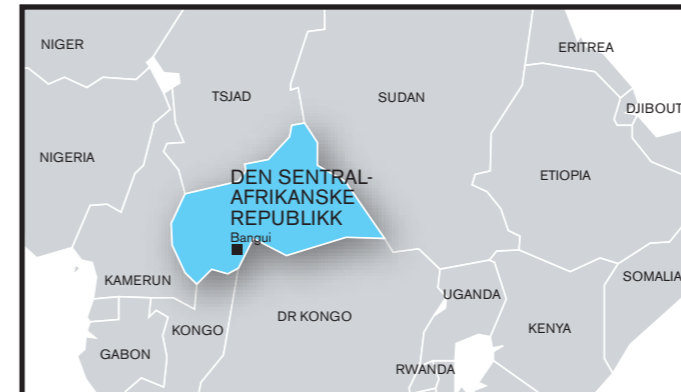 NIGER
ERITREA
TSJAD
SUDAN
DJIBOUT
NIGERIA
DEN SENTRAL-
AFRIKANSKE
REPUBLIKK
Bangui
ETIOPIA
KAMERUN
SOMALIA
UGANDA
KONGO
DR KONGO
KENYA
GABON
RWANDA